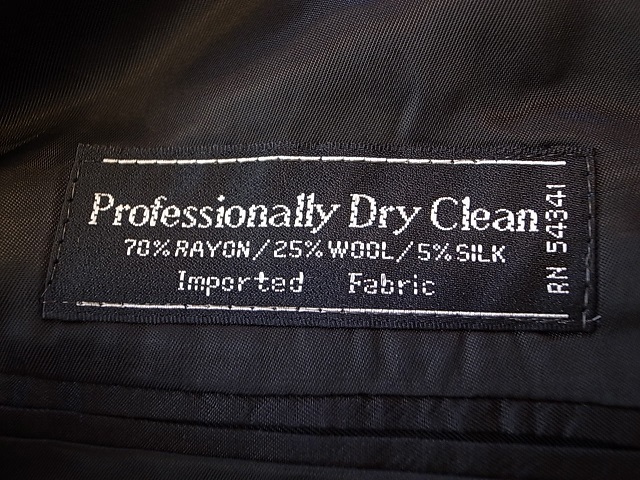 Professionally Dry Clean
70% RAYON/25% WOOL/5% SILK
Imported Fabric
RN 54341